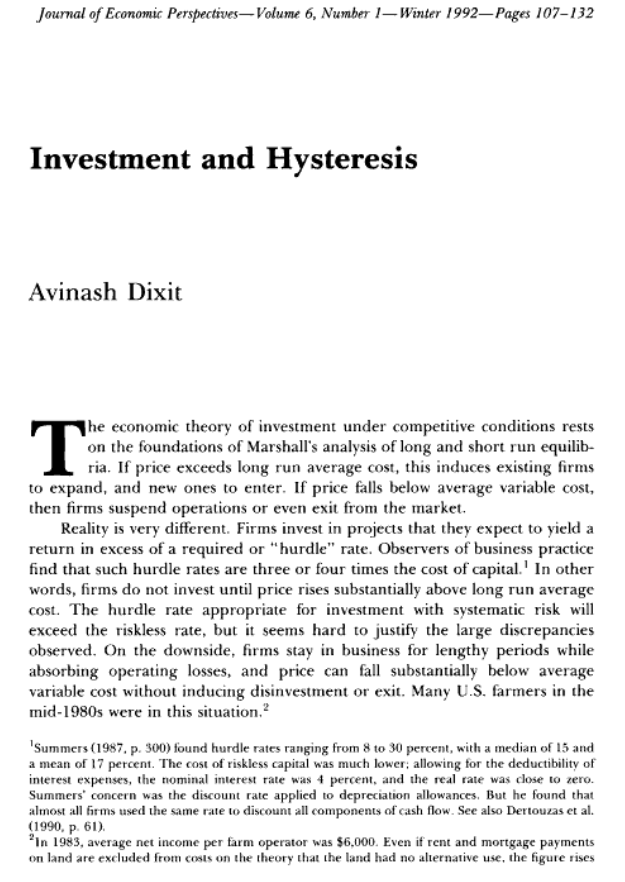 Journal of Economic Perspectives—Volume 6, Number 1—Winter 1992—Pages 107–132
Investment and Hysteresis
Avinash Dixit
The economic theory of investment under competitive conditions rests
on the foundations of Marshall's analysis of long and short run equilib-
ria. If price exceeds long run average cost, this induces existing firms
to expand, and new ones to enter. If price falls below average variable cost,
then firms suspend operations or even exit from the market.
Reality is very different. Firms invest in projects that they expect to yield a
return in excess of a required or "hurdle" rate. Observers of business practice
find that such hurdle rates are three or four times the cost of capital.¹ In other
words, firms do not invest until price rises substantially above long run average
cost. The hurdle rate appropriate for investment with systematic risk will
exceed the riskless rate, but it seems hard to justify the large discrepancies
observed. On the downside, firms stay in business for lengthy periods while
absorbing operating losses, and price can fall substantially below average
variable cost without inducing disinvestment or exit. Many U.S. farmers in the
mid-1980s were in this situation.²
¹Summers (1987, p. 300) found hurdle rates ranging from 8 to 30 percent, with a median of 15 and
a mean of 17 percent. The cost of riskless capital was much lower; allowing for the deductibility of
interest expenses, the nominal interest rate was 4 percent, and the real rate was close to zero.
Summers' concern was the discount rate applied to depreciation allowances. But he found that
almost all firms used the same rate to discount all components of cash flow. See also Dertouzas et al.
(1990, p. 61).
²In 1983, average net income per farm operator was $6,000. Even if rent and mortgage payments
on land are excluded from costs on the theory that the land had no alternative use, the figure rises